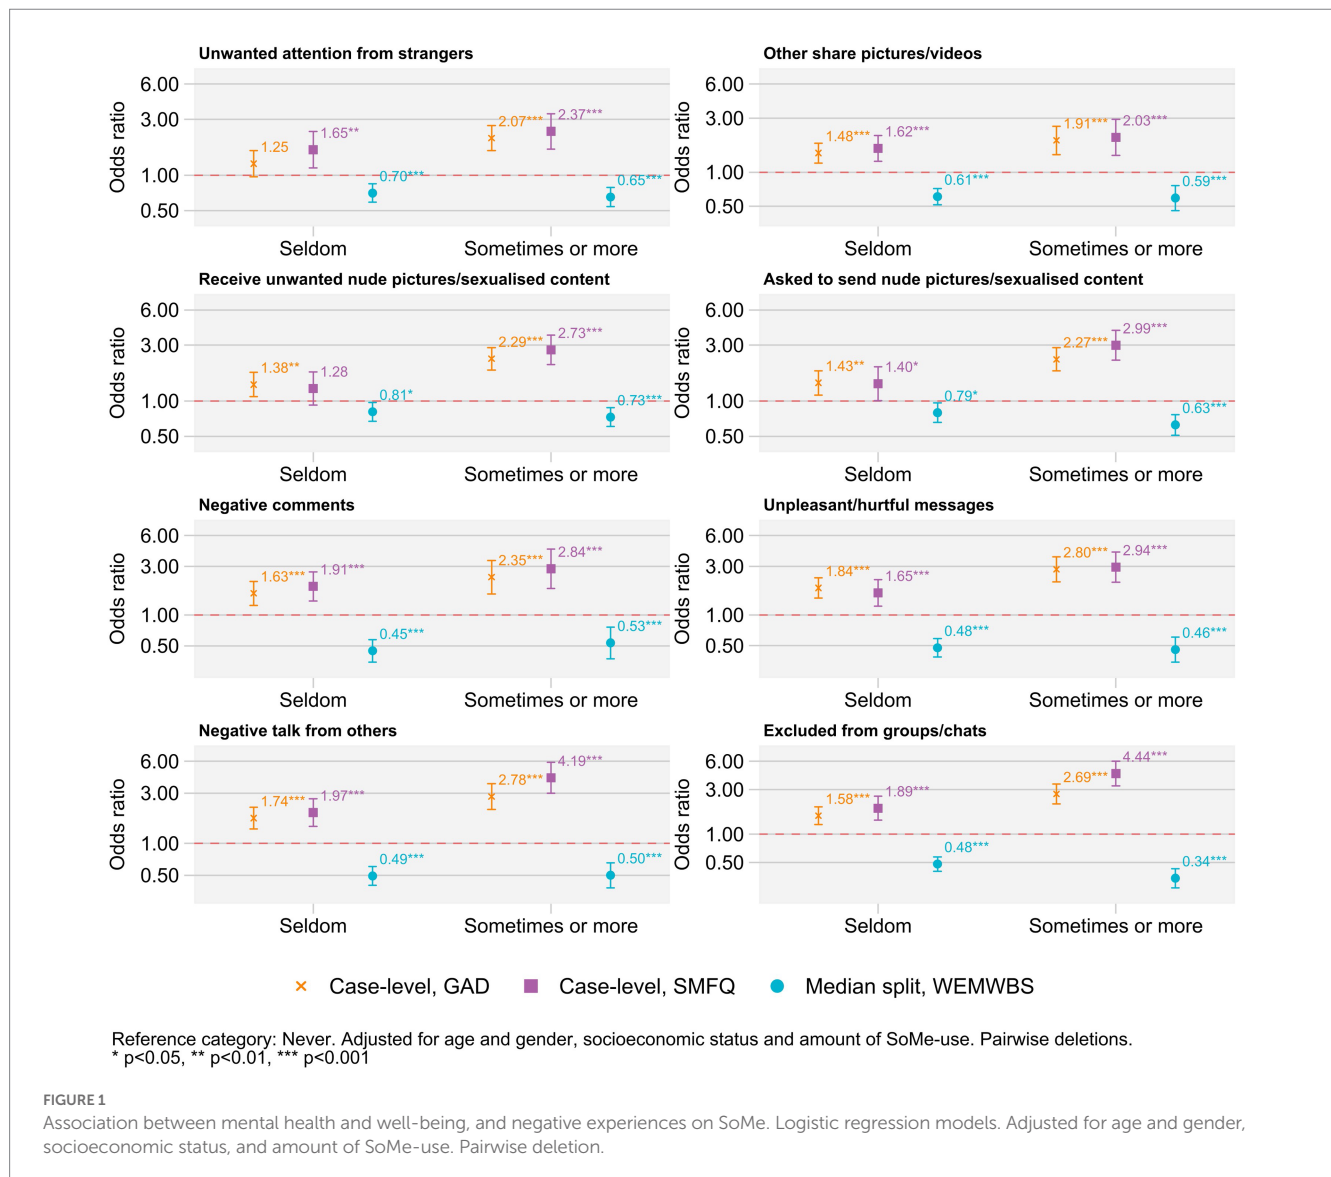 Unwanted attention from strangers
Odds ratio
6.00
3.00
1.00
0.50
1.25
1.65**
0.70***
2.07***
2.37***
0.65***
Seldom
Sometimes or more
Other share pictures/videos
Odds ratio
6.00
3.00
1.00
0.50
1.48***
1.62***
0.61***
1.91***
2.03***
0.59***
Seldom
Sometimes or more
Receive unwanted nude pictures/sexualised content
Odds ratio
6.00
3.00
1.00
0.50
1.38**
1.28
0.81*
2.29***
2.73***
0.73***
Seldom
Sometimes or more
Asked to send nude pictures/sexualised content
Odds ratio
6.00
3.00
1.00
0.50
1.43**
1.40*
0.79*
2.27***
2.99***
0.63***
Seldom
Sometimes or more
Negative comments
Odds ratio
6.00
3.00
1.00
0.50
1.63***
1.91***
0.45***
2.35***
2.84***
0.53***
Seldom
Sometimes or more
Unpleasant/hurtful messages
Odds ratio
6.00
3.00
1.00
0.50
1.84***
1.65***
0.48***
2.80***
2.94***
0.46***
Seldom
Sometimes or more
Negative talk from others
Odds ratio
6.00
3.00
1.00
0.50
1.74***
1.97***
0.49***
2.78***
4.19***
0.50***
Seldom
Sometimes or more
Excluded from groups/chats
Odds ratio
6.00
3.00
1.00
0.50
1.58***
1.89***
0.48***
2.69***
4.44***
0.34***
Seldom
Sometimes or more
Case-level, GAD
Case-level, SMFQ
Median split, WEMWBS
Reference category: Never. Adjusted for age and gender, socioeconomic status and amount of SoMe-use. Pairwise deletions.
* p<0.05, ** p<0.01, *** p<0.001
FIGURE 1
Association between mental health and well-being, and negative experiences on SoMe. Logistic regression models. Adjusted for age and gender,
socioeconomic status, and amount of SoMe-use. Pairwise deletion.